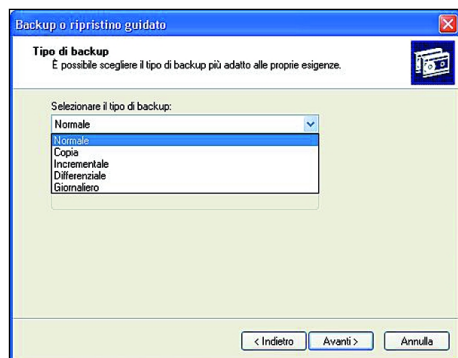 Backup o ripristino guidato
Tipo di backup
È possibile scegliere il tipo di backup più adatto alle proprie esigenze.
Selezionare il tipo di backup:
Normale
Normale
Copia
Incrementale
Differenziale
Giornaliero
< Indietro
Avanti >
Annulla